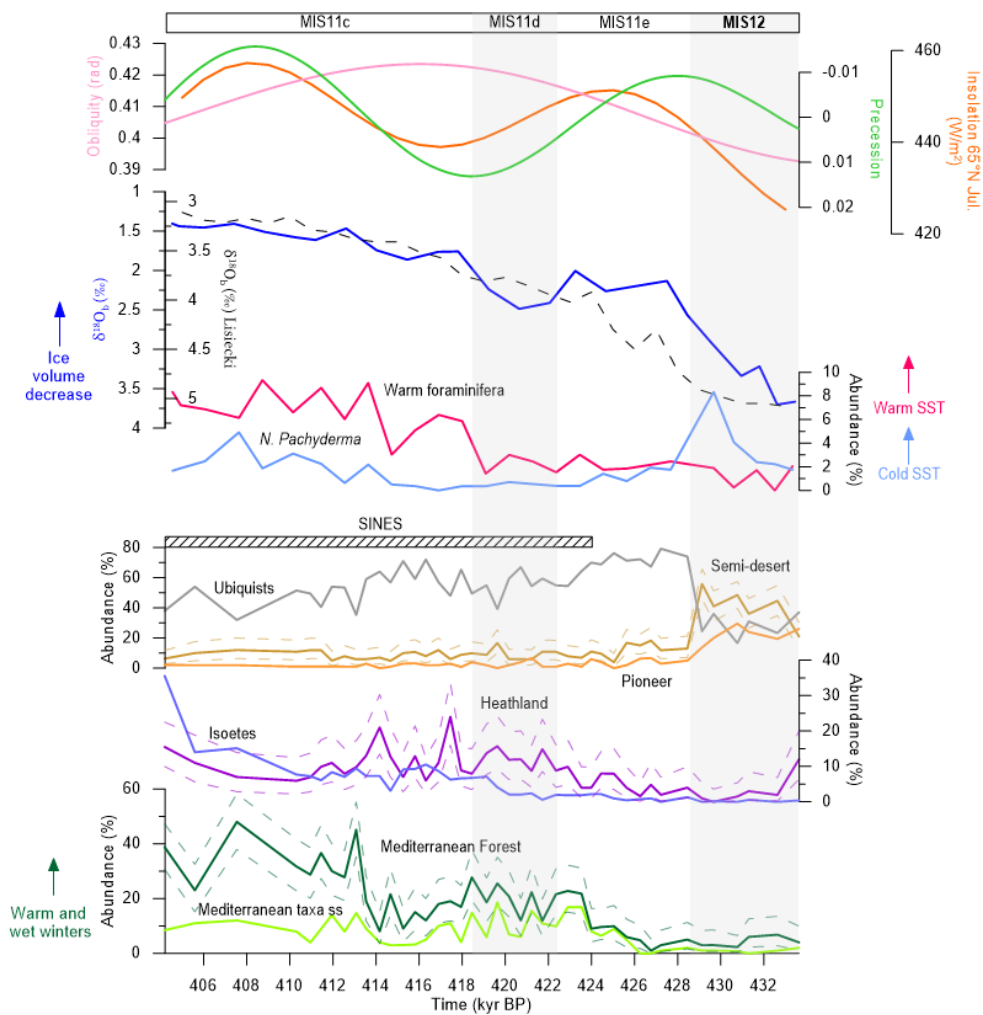 MIS11c MIS11d MIS11e MIS12
0.43
0.42
0.41
0.4
0.39
Obliquity (rad)
-0.01
0
0.01
0.02
Precession
460
440
420
Insolation 65°N Jul.
(W/m²)
1
1.5
2
2.5
3
3.5
4
δ¹⁸Ob (‰)
3
3.5
4
4.5
5
δ¹⁸Ob (‰) Lisiecki
Ice
volume
decrease
Warm foraminifera
N. Pachyderma
10
8
6
4
2
0
Abundance (%)
Warm SST
Cold SST
SINES
80
60
40
20
0
Abundance (%)
Ubiquists
Semi-desert
Pioneer
40
30
20
10
0
Abundance (%)
Isoetes
Heathland
60
40
20
0
Abundance (%)
Mediterranean Forest
Mediterranean taxa ss
Warm and
wet winters
406 408 410 412 414 416 418 420 422 424 426 428 430 432
Time (kyr BP)